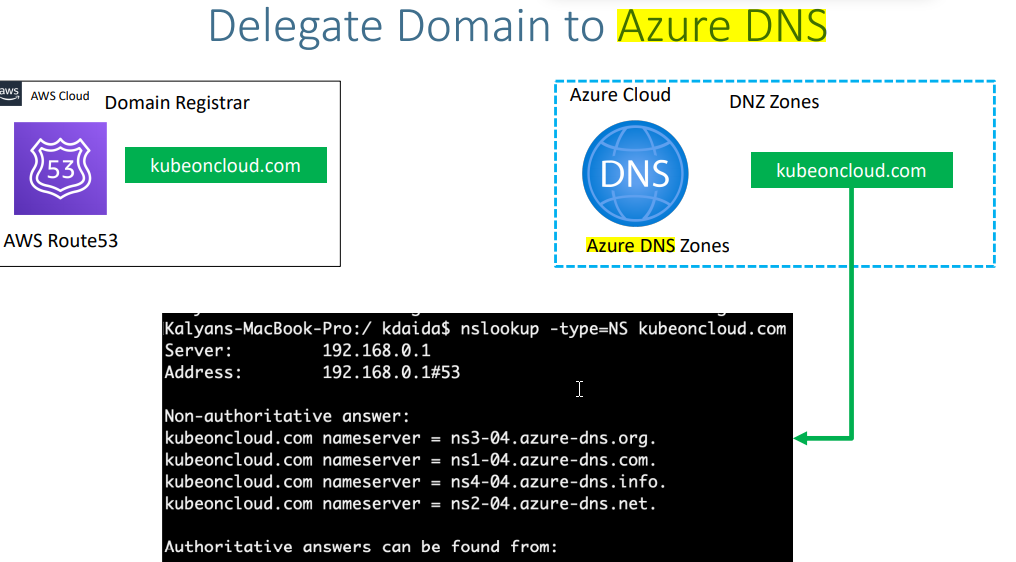 Delegate Domain to Azure DNS
aws
AWS Cloud
Domain Registrar
53
kubeoncloud.com
AWS Route53
Azure Cloud
DNZ Zones
DNS
kubeoncloud.com
Azure DNS Zones
Kalyans-MacBook-Pro:/ kdaida$ nslookup -type=NS kubeoncloud.com
Server: 192.168.0.1
Address: 192.168.0.1#53
Non-authoritative answer:
kubeoncloud.com nameserver = ns3-04.azure-dns.org.
kubeoncloud.com nameserver = ns1-04.azure-dns.com.
kubeoncloud.com nameserver = ns4-04.azure-dns.info.
kubeoncloud.com nameserver = ns2-04.azure-dns.net.
Authoritative answers can be found from: